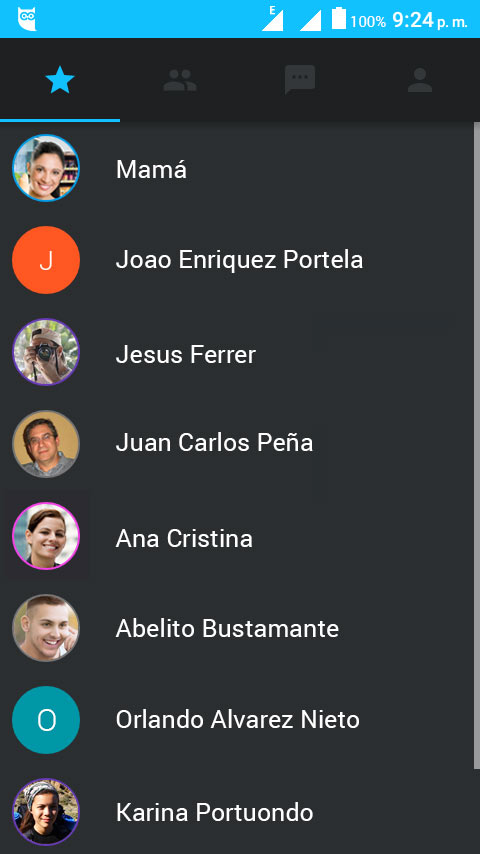 E 100% 9:24 p. m.
Mamá
J Joao Enriquez Portela
Jesus Ferrer
Juan Carlos Peña
Ana Cristina
Abelito Bustamante
O Orlando Alvarez Nieto
Karina Portuondo